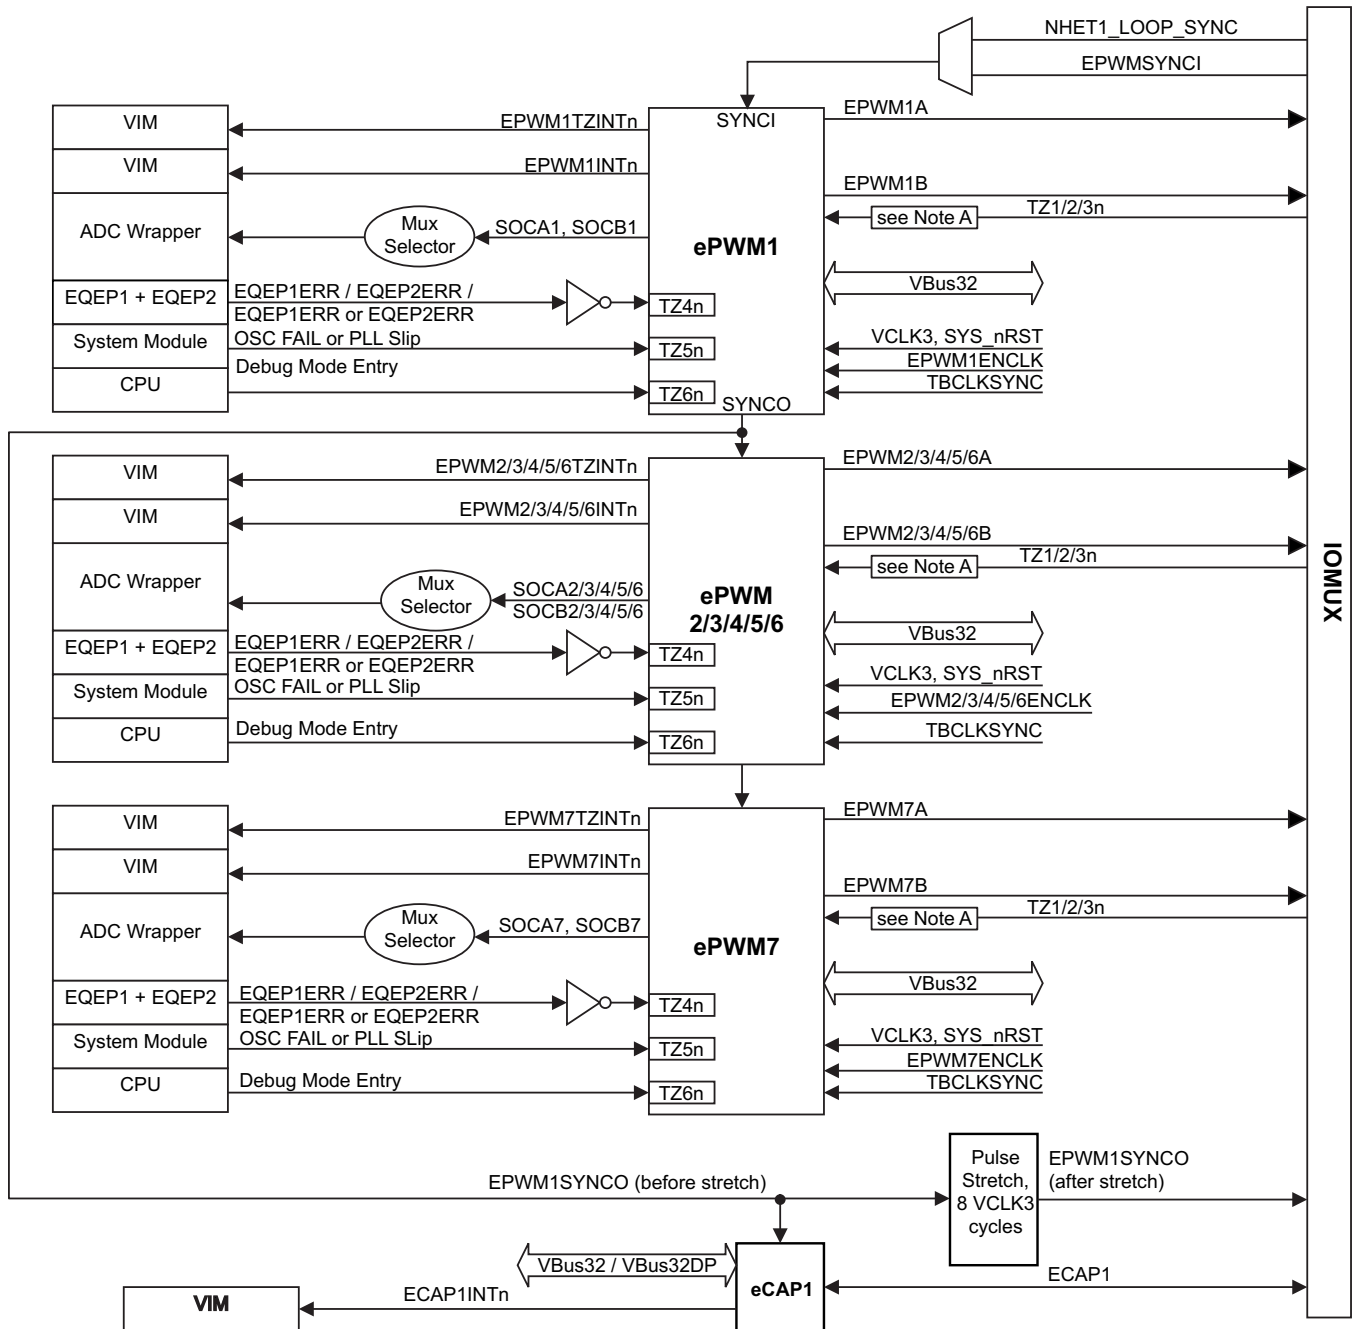 NHET1_LOOP_SYNC
EPWMSYNCI
VIM
EPWM1TZINTn
SYNCI
EPWM1A
VIM
EPWM1INTn
EPWM1B
ADC Wrapper
Mux
Selector
SOCA1, SOCB1
ePWM1
see Note A
TZ1/2/3n
VBus32
EQEP1 + EQEP2
EQEP1ERR / EQEP2ERR /
EQEP1ERR or EQEP2ERR
TZ4n
System Module
OSC FAIL or PLL Slip
TZ5n
VCLK3, SYS_nRST
EPWM1ENCLK
TBCLKSYNC
CPU
Debug Mode Entry
TZ6n
SYNCO
VIM
EPWM2/3/4/5/6TZINTn
EPWM2/3/4/5/6A
VIM
EPWM2/3/4/5/6INTn
EPWM2/3/4/5/6B
ADC Wrapper
Mux
Selector
SOCA2/3/4/5/6
SOCB2/3/4/5/6
ePWM
2/3/4/5/6
see Note A
TZ1/2/3n
IOMUX
VBus32
EQEP1 + EQEP2
EQEP1ERR / EQEP2ERR /
EQEP1ERR or EQEP2ERR
TZ4n
System Module
OSC FAIL or PLL Slip
TZ5n
VCLK3, SYS_nRST
EPWM2/3/4/5/6ENCLK
TBCLKSYNC
CPU
Debug Mode Entry
TZ6n
VIM
EPWM7TZINTn
EPWM7A
VIM
EPWM7INTn
EPWM7B
ADC Wrapper
Mux
Selector
SOCA7, SOCB7
ePWM7
see Note A
TZ1/2/3n
VBus32
EQEP1 + EQEP2
EQEP1ERR / EQEP2ERR /
EQEP1ERR or EQEP2ERR
TZ4n
System Module
OSC FAIL or PLL SLip
TZ5n
VCLK3, SYS_nRST
EPWM7ENCLK
TBCLKSYNC
CPU
Debug Mode Entry
TZ6n
EPWM1SYNCO (before stretch)
Pulse
Stretch,
8 VCLK3
cycles
EPWM1SYNCO
(after stretch)
VBus32 / VBus32DP
eCAP1
ECAP1
VIM
ECAP1INTn